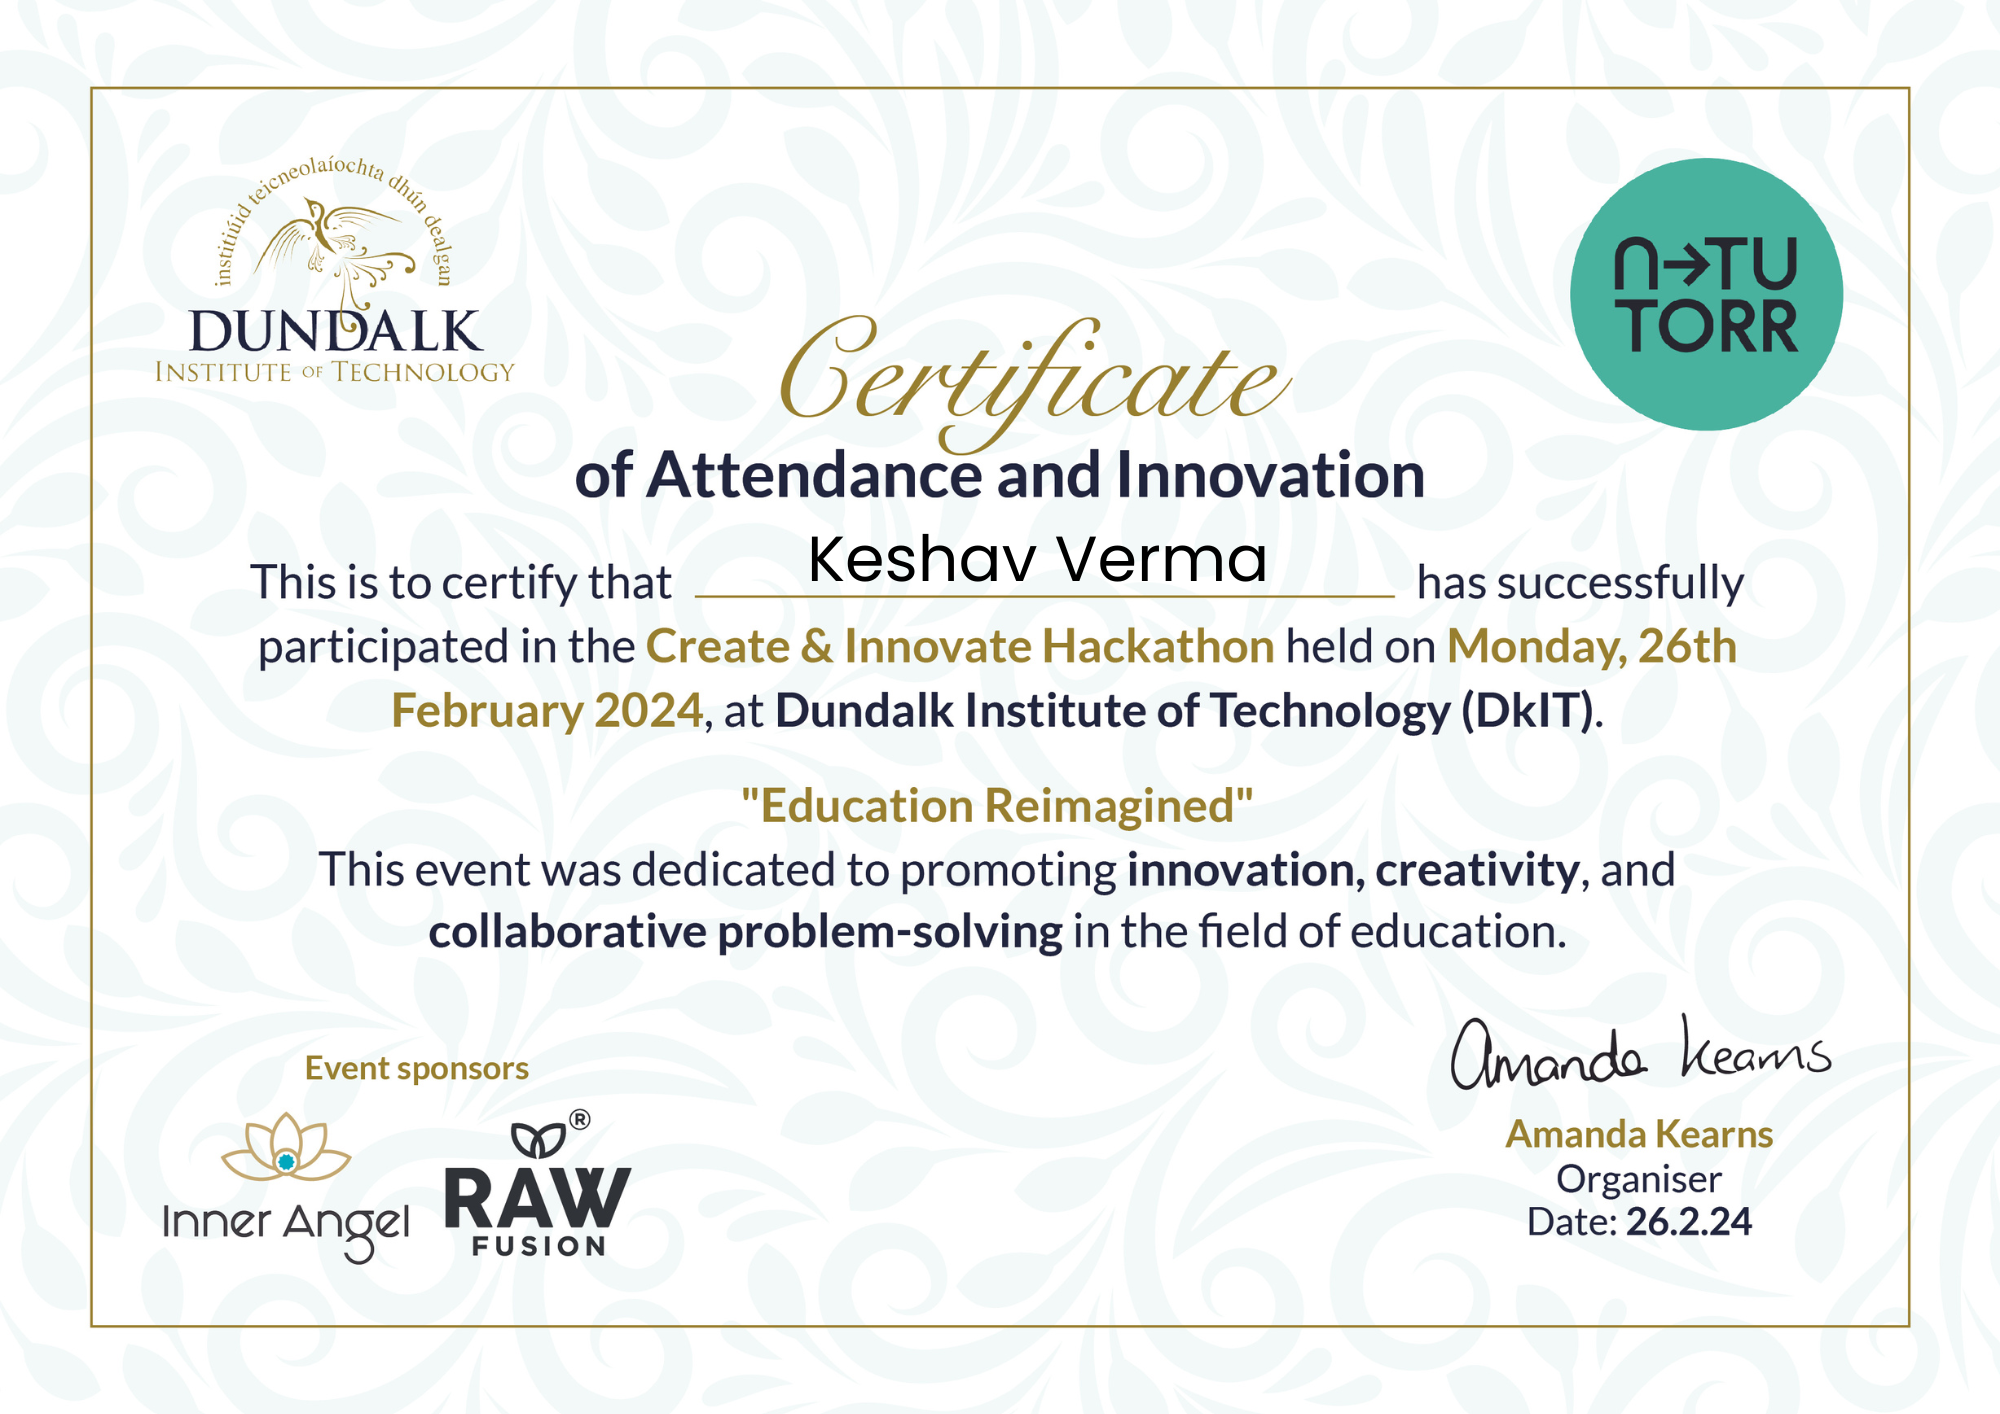 institiúid teicneolaíochta dhún dealgan
DUNDALK
INSTITUTE OF TECHNOLOGY
n→TU
TORR
Certificate
of Attendance and Innovation
This is to certify that Keshav Verma has successfully
participated in the Create & Innovate Hackathon held on Monday, 26th
February 2024, at Dundalk Institute of Technology (DkIT).
"Education Reimagined"
This event was dedicated to promoting innovation, creativity, and
collaborative problem-solving in the field of education.
Event sponsors
Inner Angel
RAW®
FUSION
Amanda Kearns
Amanda Kearns
Organiser
Date: 26.2.24